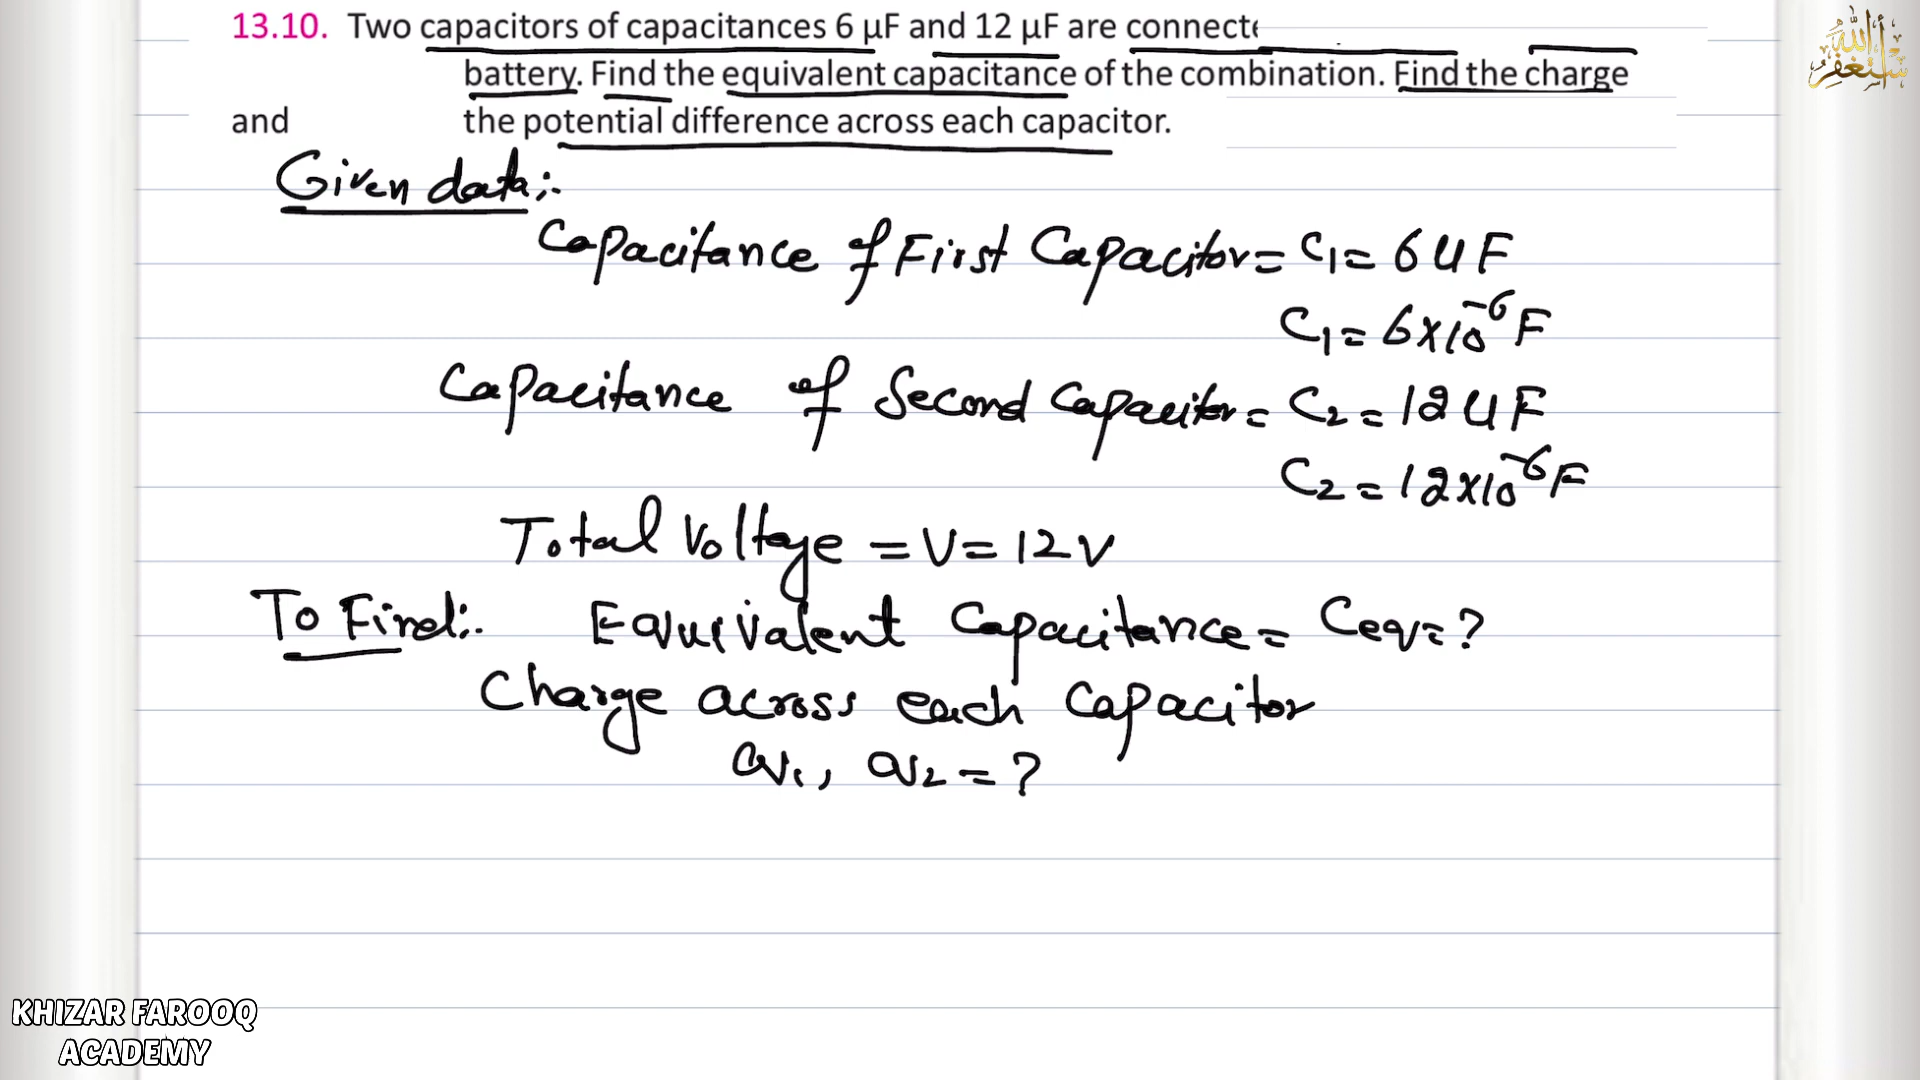 13.10. Two capacitors of capacitances 6 µF and 12 µF are
battery. Find the equivalent capacitance of the combination. Find the charge
and the potential difference across each capacitor.
Given data:-
Capacitance of First Capacitor = C1 = 6 uF
C1 = 6x10-6 F
Capacitance of Second Capacitor = C2 = 12 uF
C2 = 12x10-6 F
Total Voltage = V = 12 V
To Find:- Equivalent Capacitance = Ceq = ?
Charge across each Capacitor
Q1, Q2 = ?
أستغفر الله
KHIZAR FAROOQ
ACADEMY